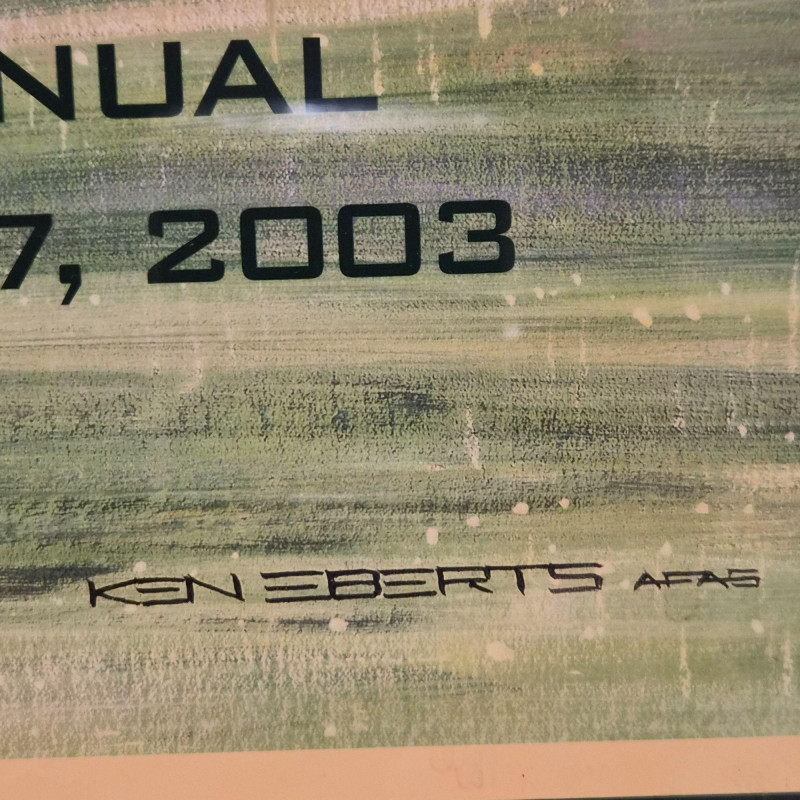 NUAL
7, 2003
KEN EBERTS AFAS